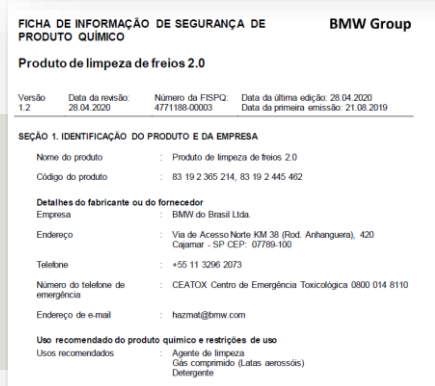 FICHA DE INFORMAÇÃO DE SEGURANÇA DE PRODUTO QUÍMICO
BMW Group
Produto de limpeza de freios 2.0
Versão 1.2
Data da revisão: 28.04.2020
Número da FISPQ: 4771188-00003
Data da última edição: 28.04.2020
Data da primeira emissão: 21.08.2019
SEÇÃO 1. IDENTIFICAÇÃO DO PRODUTO E DA EMPRESA
Nome do produto : Produto de limpeza de freios 2.0
Código do produto : 83 19 2 365 214, 83 19 2 445 462
Detalhes do fabricante ou do fornecedor
Empresa : BMW do Brasil Ltda.
Endereço : Via de Acesso Norte KM 38 (Rod. Anhanguera), 420
Cajamar - SP CEP: 07789-100
Telefone : +55 11 3296 2073
Número do telefone de emergência : CEATOX Centro de Emergência Toxicológica 0800 014 8110
Endereço de e-mail : hazmat@bmw.com
Uso recomendado do produto químico e restrições de uso
Usos recomendados : Agente de limpeza
Gás comprimido (Latas aerossóis)
Detergente